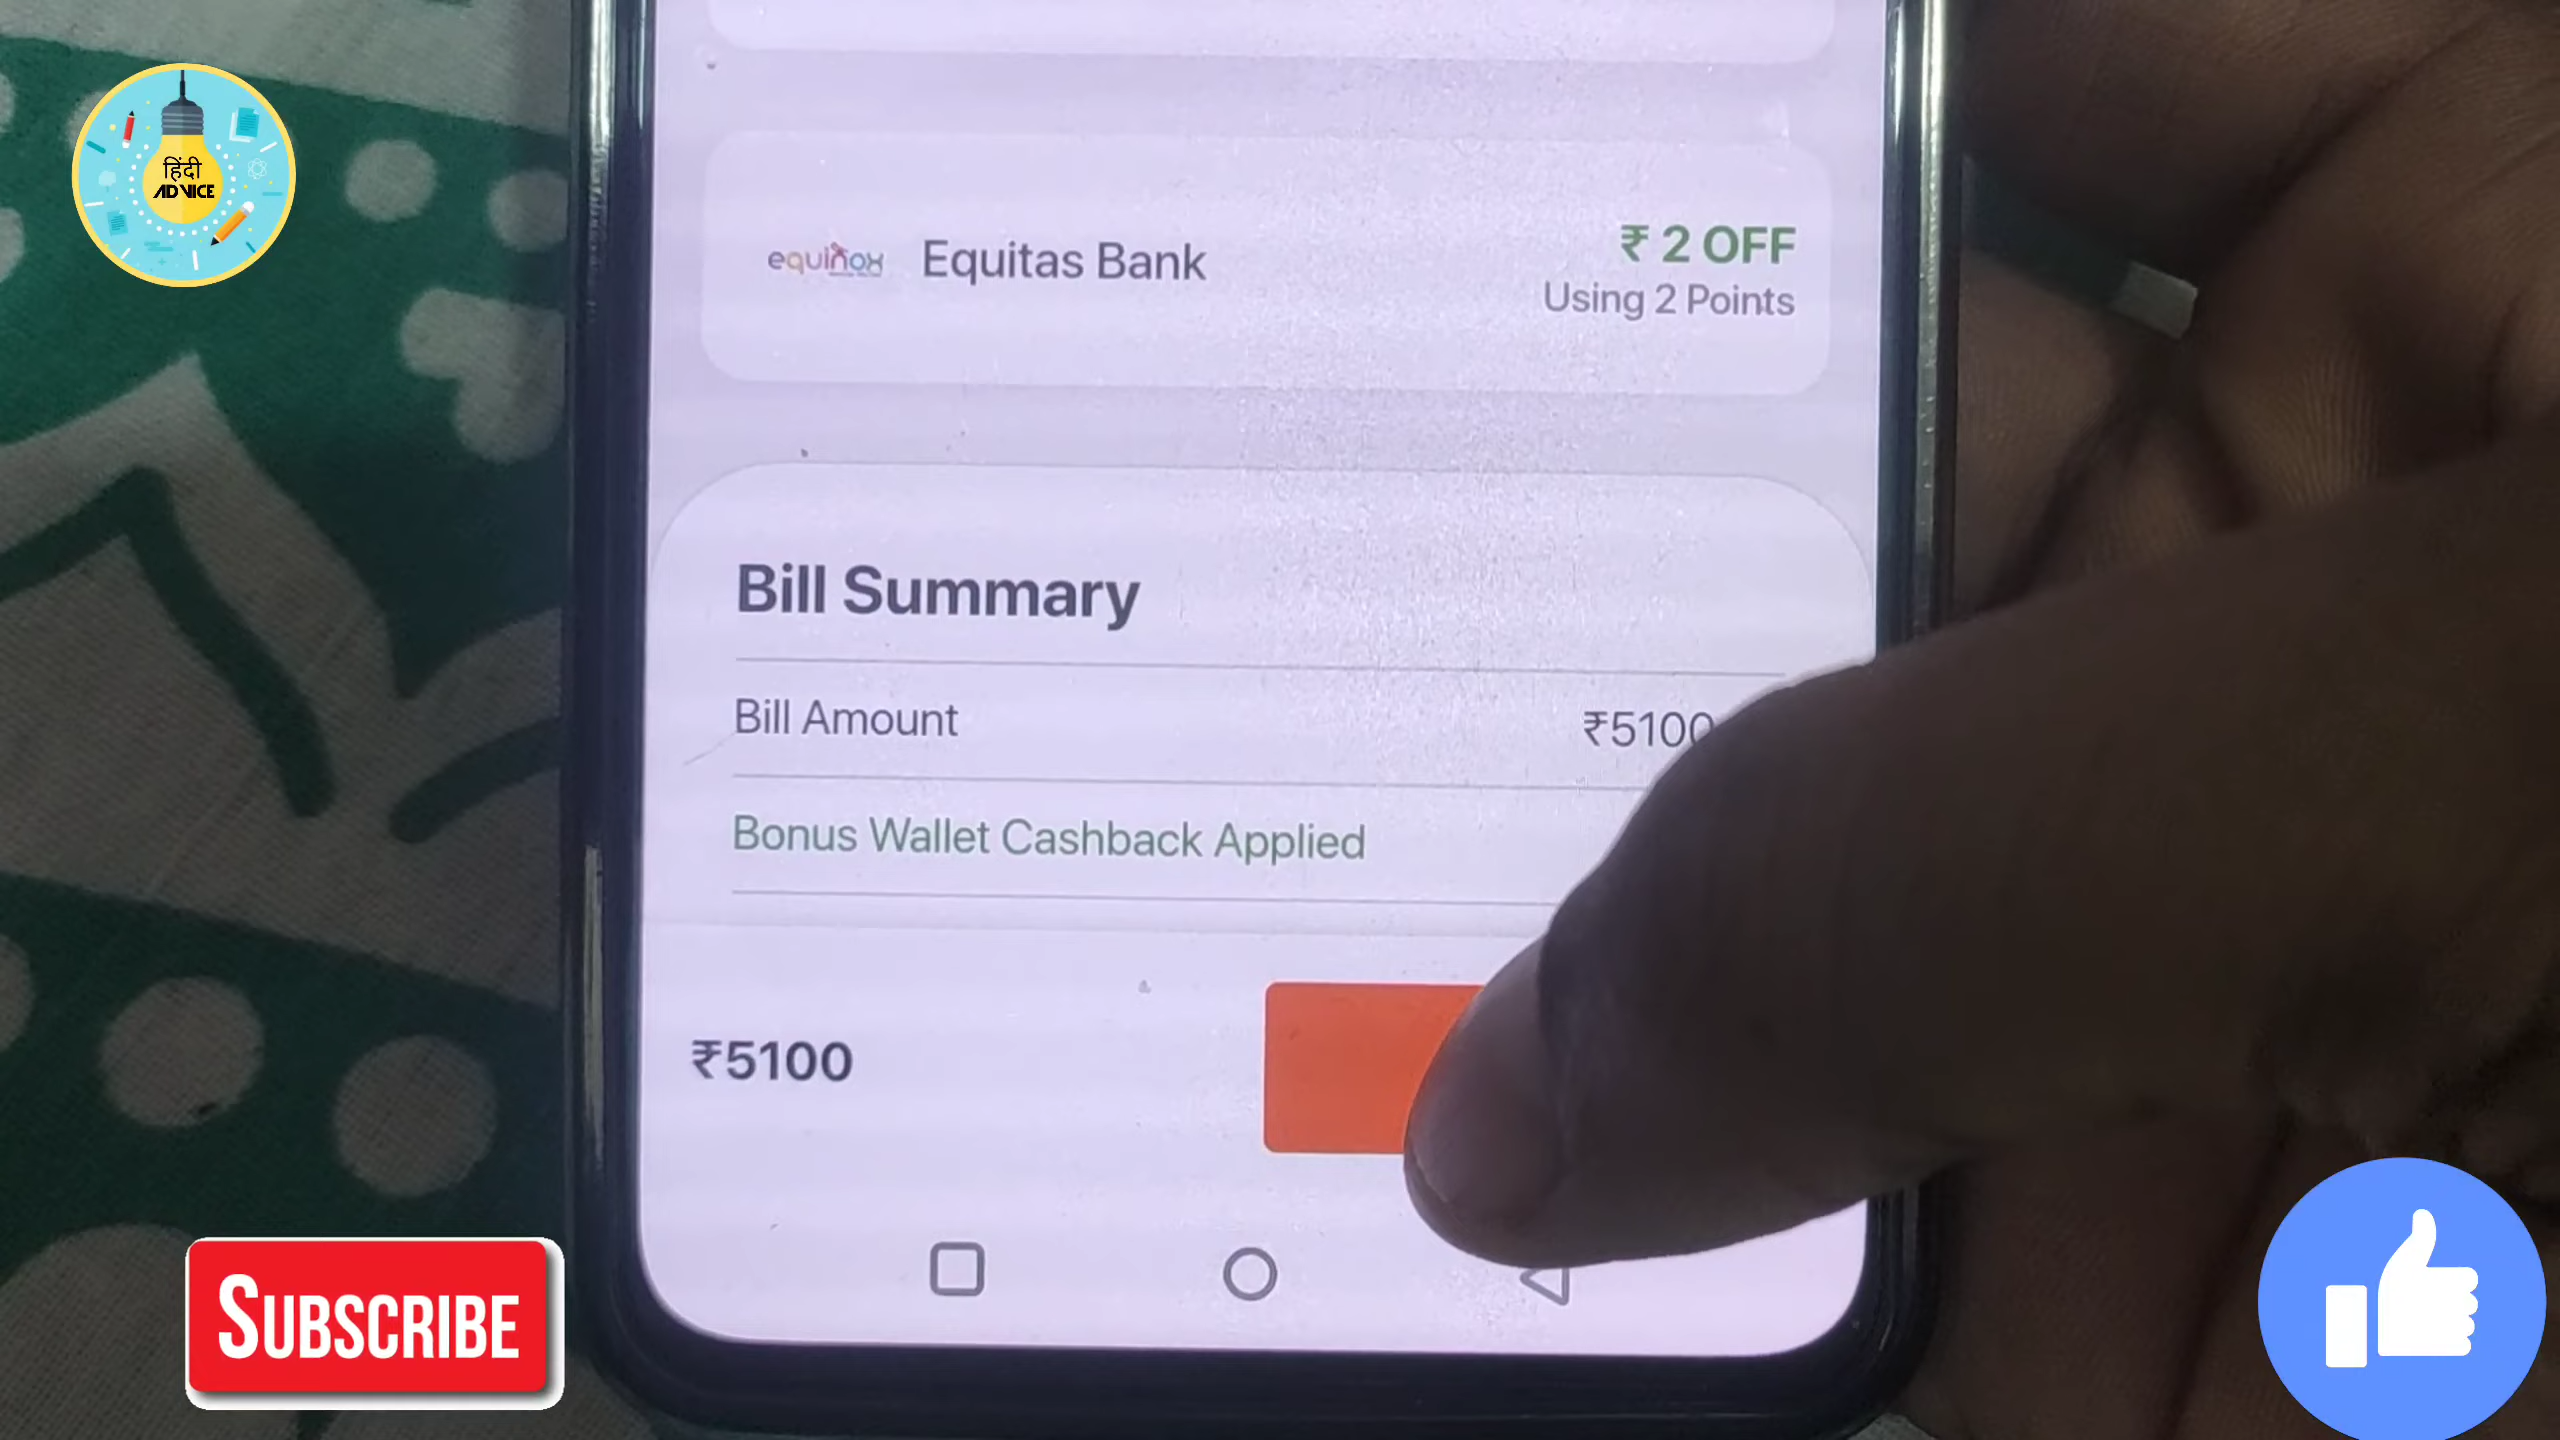 हिंदी
ADVICE
equinox
Equitas Bank
₹ 2 OFF
Using 2 Points
Bill Summary
Bill Amount
₹5100
Bonus Wallet Cashback Applied
₹5100
SUBSCRIBE